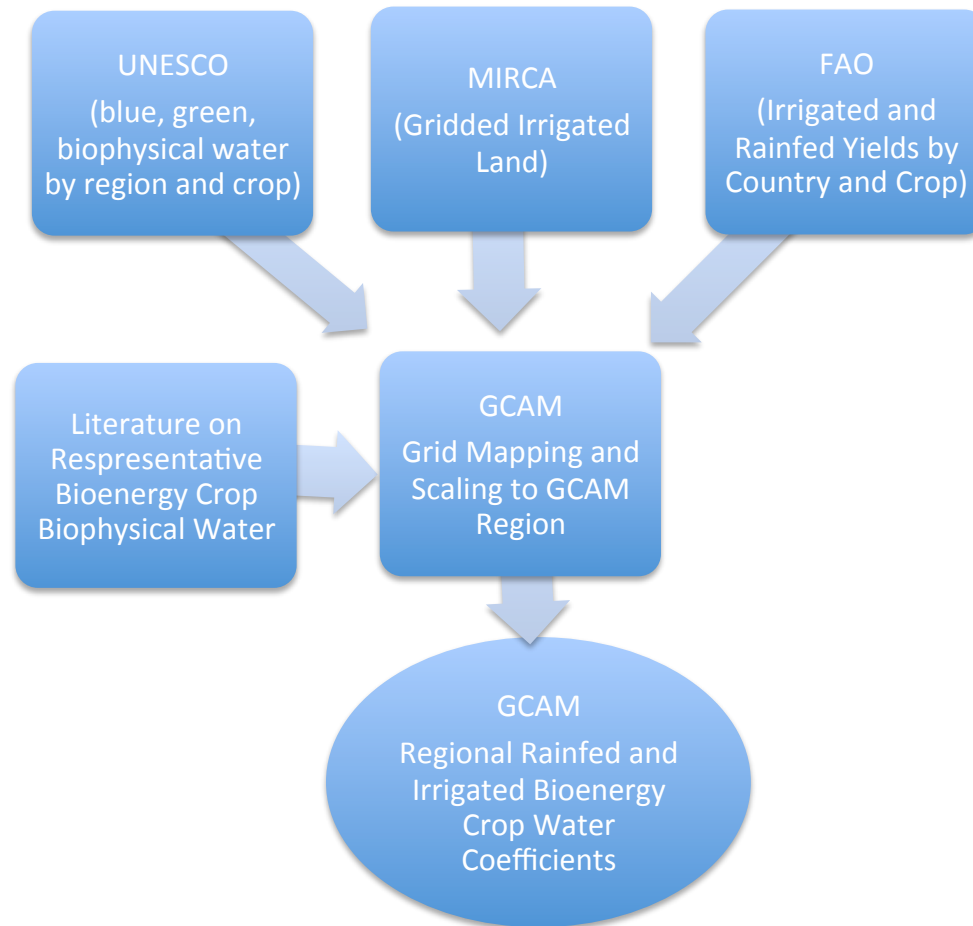 UNESCO
(blue, green,
biophysical water
by region and crop)
MIRCA
(Gridded Irrigated
Land)
FAO
(Irrigated and
Rainfed Yields by
Country and Crop)
Literature on
Respresentative
Bioenergy Crop
Biophysical Water
GCAM
Grid Mapping and
Scaling to GCAM
Region
GCAM
Regional Rainfed and
Irrigated Bioenergy
Crop Water
Coefficients